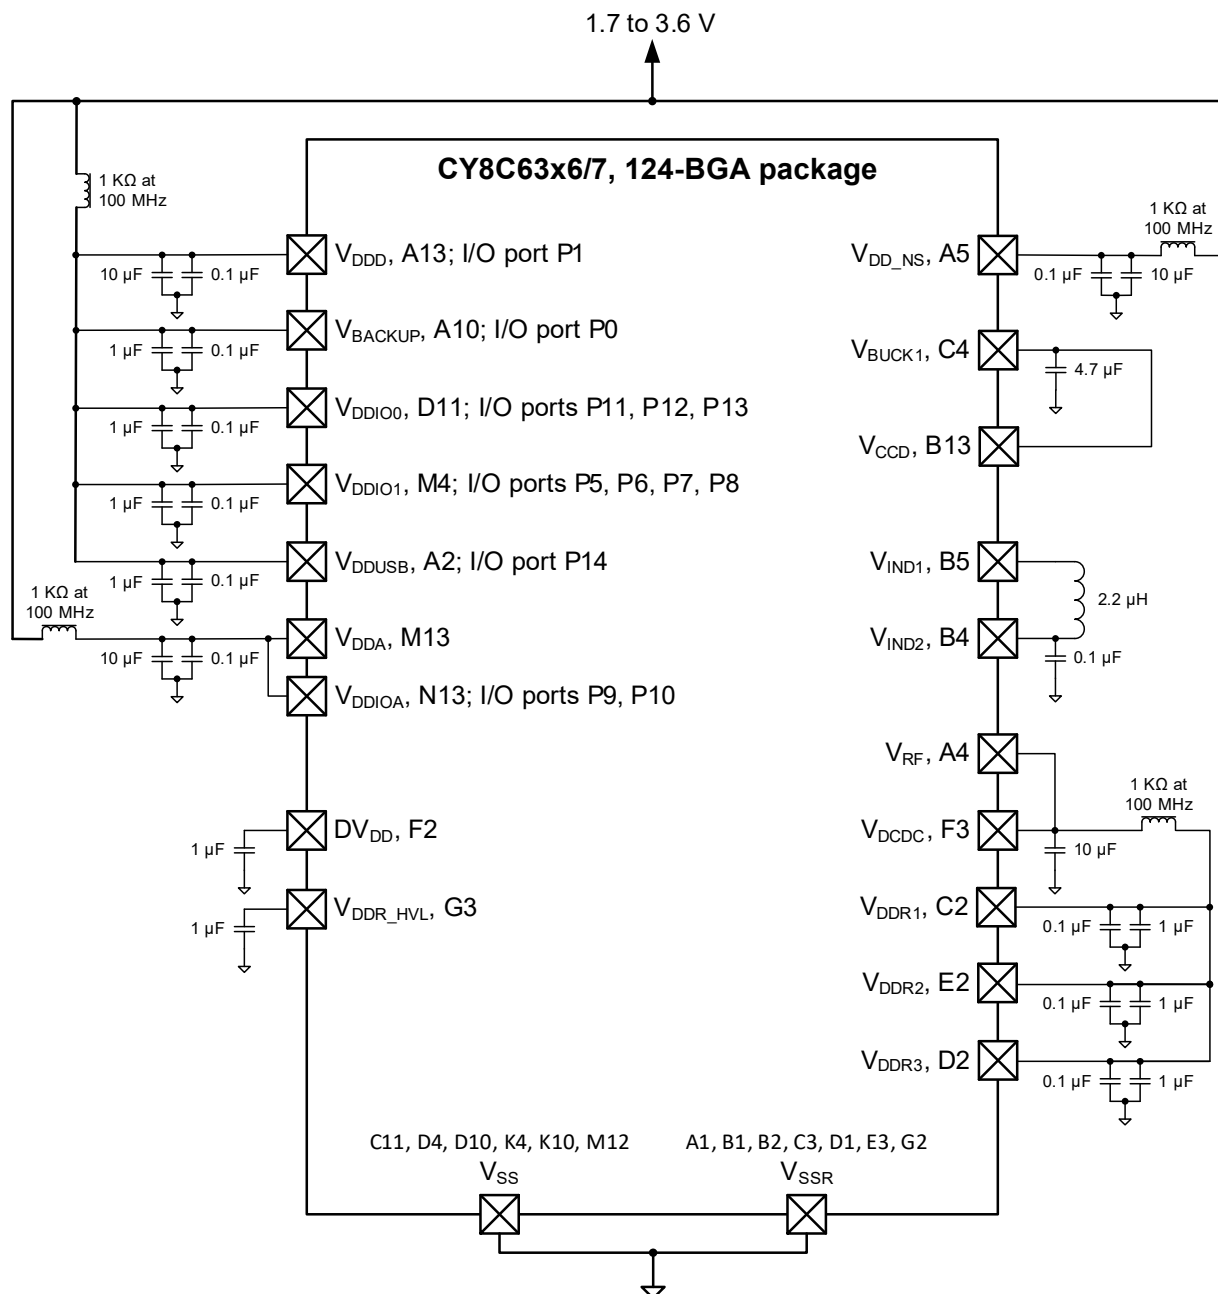 1.7 to 3.6 V
CY8C63x6/7, 124-BGA package
1 KΩ at
100 MHz
10 µF
0.1 µF
VDDD, A13; I/O port P1
1 µF
0.1 µF
VBACKUP, A10; I/O port P0
1 µF
0.1 µF
VDDIO0, D11; I/O ports P11, P12, P13
1 µF
0.1 µF
VDDIO1, M4; I/O ports P5, P6, P7, P8
1 µF
0.1 µF
VDDUSB, A2; I/O port P14
1 KΩ at
100 MHz
10 µF
0.1 µF
VDDA, M13
VDDIOA, N13; I/O ports P9, P10
1 µF
DVDD, F2
1 µF
VDDR_HVL, G3
VDD_NS, A5
0.1 µF
10 µF
1 KΩ at
100 MHz
VBUCK1, C4
4.7 µF
VCCD, B13
VIND1, B5
2.2 µH
VIND2, B4
0.1 µF
VRF, A4
1 KΩ at
100 MHz
VDCDC, F3
10 µF
VDDR1, C2
0.1 µF
1 µF
VDDR2, E2
0.1 µF
1 µF
VDDR3, D2
0.1 µF
1 µF
C11, D4, D10, K4, K10, M12
VSS
A1, B1, B2, C3, D1, E3, G2
VSSR